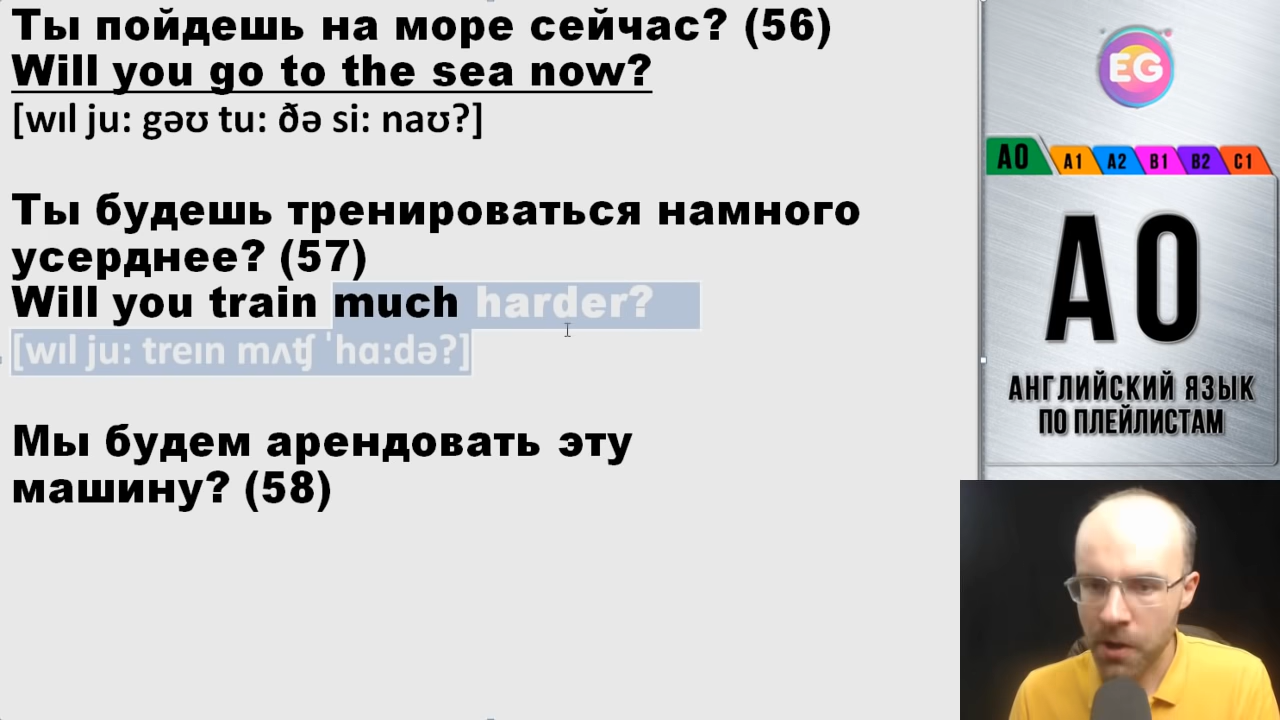 Ты пойдешь на море сейчас? (56)
Will you go to the sea now?
[wɪl ju: gəʊ tu: ðə si: naʊ?]
Ты будешь тренироваться намного
усерднее? (57)
Will you train much harder?
[wɪl ju: treɪn mʌʧ ˈhɑ:də?]
Мы будем арендовать эту
машину? (58)
EG
A0 A1 A2 B1 B2 C1
A0
АНГЛИЙСКИЙ ЯЗЫК
ПО ПЛЕЙЛИСТАМ